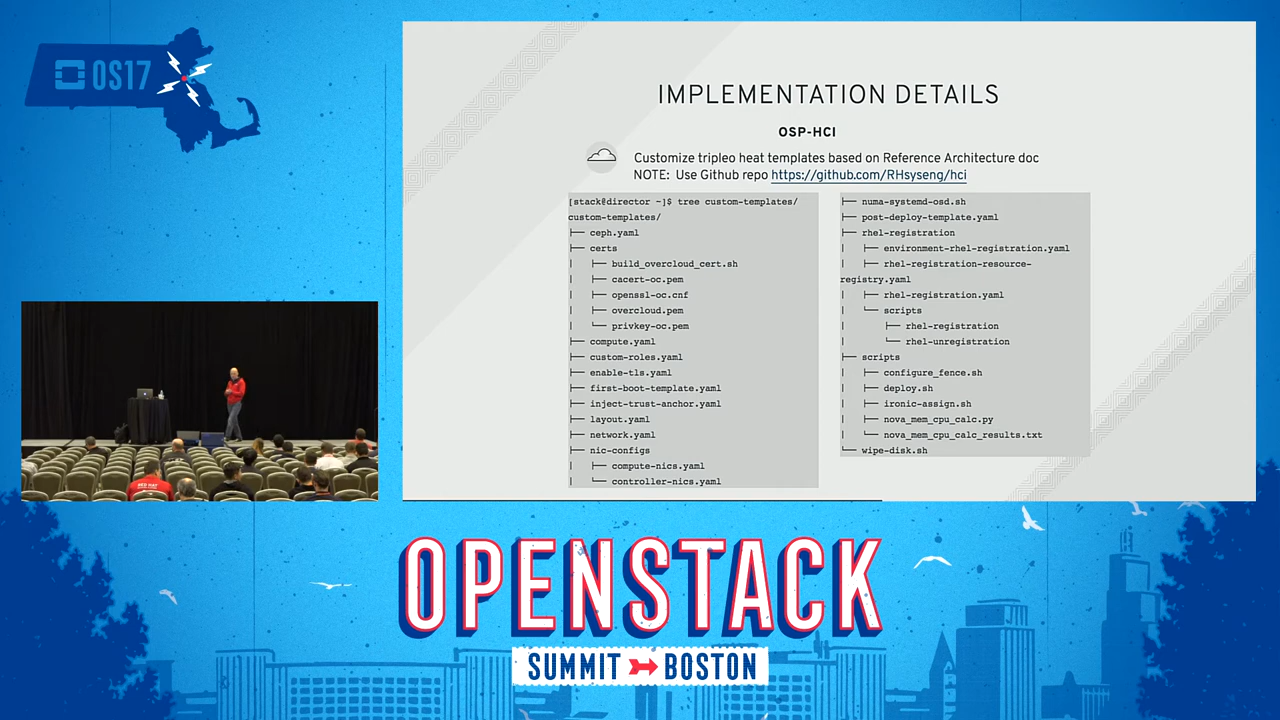 OS17
IMPLEMENTATION DETAILS
OSP-HCI
Customize tripleo heat templates based on Reference Architecture doc
NOTE: Use Github repo https://github.com/RHsyseng/hci
[stack@director ~]$ tree custom-templates/
custom-templates/
├── ceph.yaml
├── certs
│   ├── build_overcloud_cert.sh
│   ├── cacert-oc.pem
│   ├── openssl-oc.cnf
│   ├── overcloud.pem
│   └── privkey-oc.pem
├── compute.yaml
├── custom-roles.yaml
├── enable-tls.yaml
├── first-boot-template.yaml
├── inject-trust-anchor.yaml
├── layout.yaml
├── network.yaml
├── nic-configs
│   ├── compute-nics.yaml
│   └── controller-nics.yaml
├── numa-systemd-osd.sh
├── post-deploy-template.yaml
├── rhel-registration
│   ├── environment-rhel-registration.yaml
│   ├── rhel-registration-resource-
registry.yaml
│   ├── rhel-registration.yaml
│   └── scripts
│       ├── rhel-registration
│       └── rhel-unregistration
├── scripts
│   ├── configure_fence.sh
│   ├── deploy.sh
│   ├── ironic-assign.sh
│   ├── nova_mem_cpu_calc.py
│   └── nova_mem_cpu_calc_results.txt
└── wipe-disk.sh
RED HAT
OPENSTACK
SUMMIT BOSTON